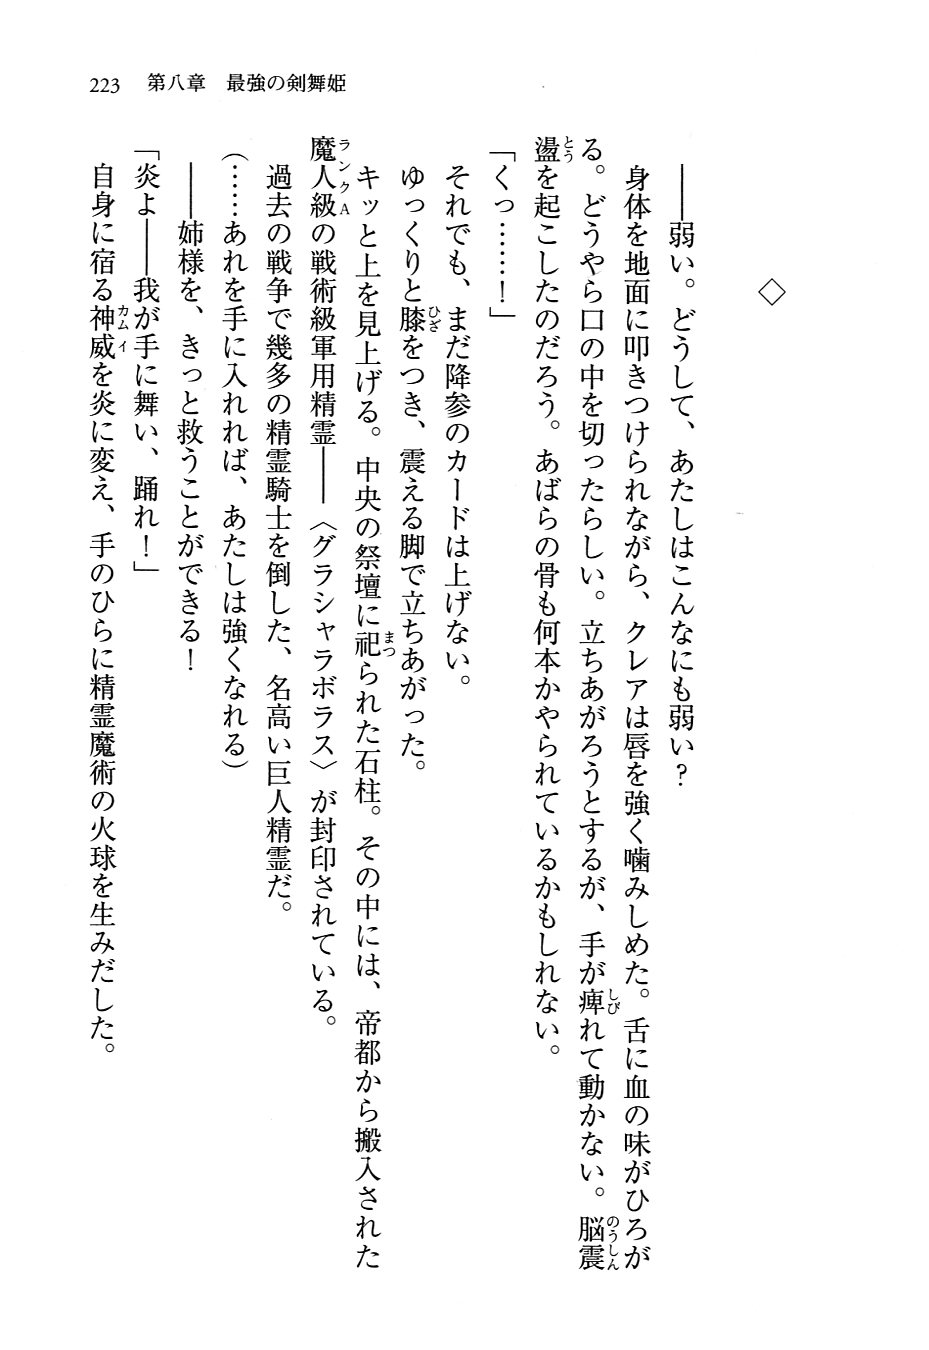 223 第八章 最強の剣舞姫
◇
――弱い。どうして、あたしはこんなにも弱い?
身体を地面に叩きつけられながら、クレアは唇を強く噛みしめた。舌に血の味がひろが
る。どうやら口の中を切ったらしい。立ちあがろうとするが、手が痺れて動かない。脳震
盪を起こしたのだろう。あばらの骨も何本かやられているかもしれない。
「くっ……!」
それでも、まだ降参のカードは上げない。
ゆっくりと膝をつき、震える脚で立ちあがった。
キッと上を見上げる。中央の祭壇に祀られた石柱。その中には、帝都から搬入された
魔人級の戦術級軍用精霊――〈グラシャラボラス〉が封印されている。
過去の戦争で幾多の精霊騎士を倒した、名高い巨人精霊だ。
(……あれを手に入れれば、あたしは強くなれる)
――姉様を、きっと救うことができる!
「炎よ――我が手に舞い、踊れ!」
自身に宿る神威を炎に変え、手のひらに精霊魔術の火球を生みだした。